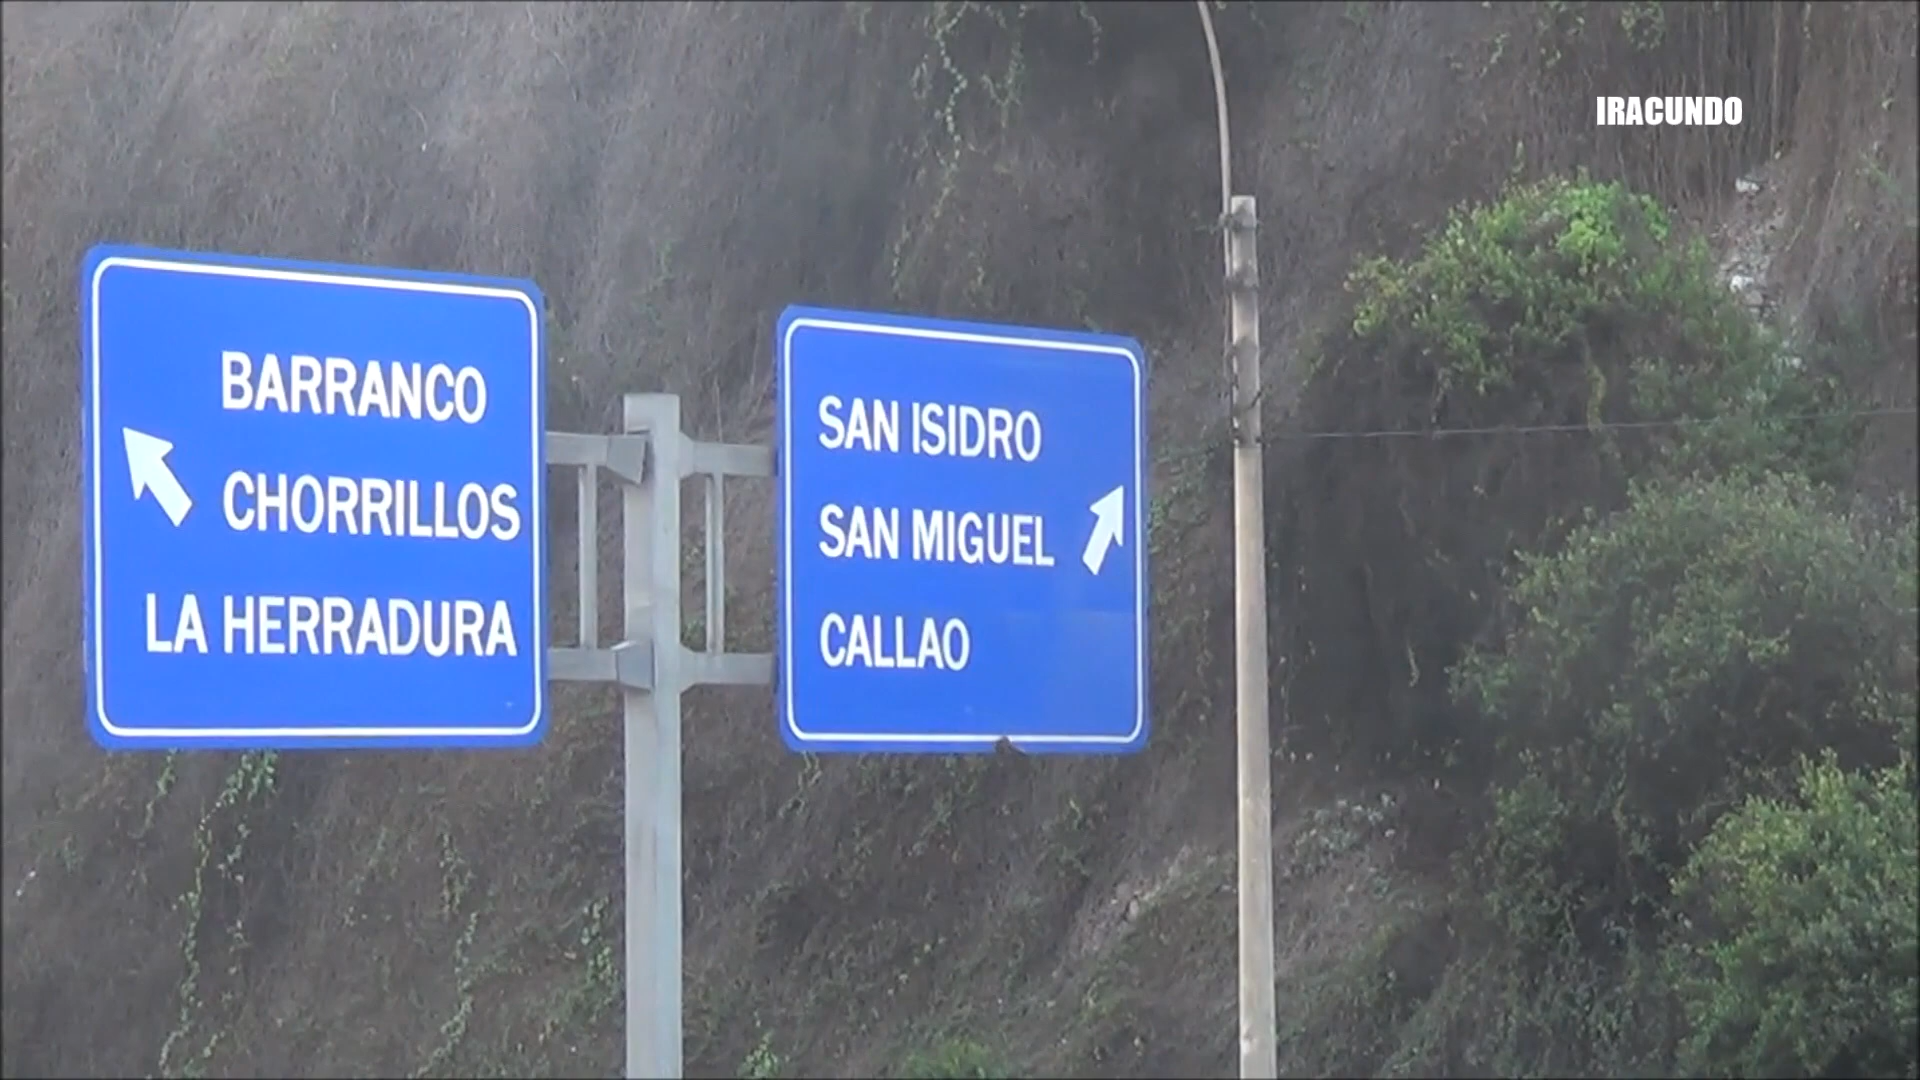 IRACUNDO
BARRANCO
CHORRILLOS
LA HERRADURA
SAN ISIDRO
SAN MIGUEL
CALLAO